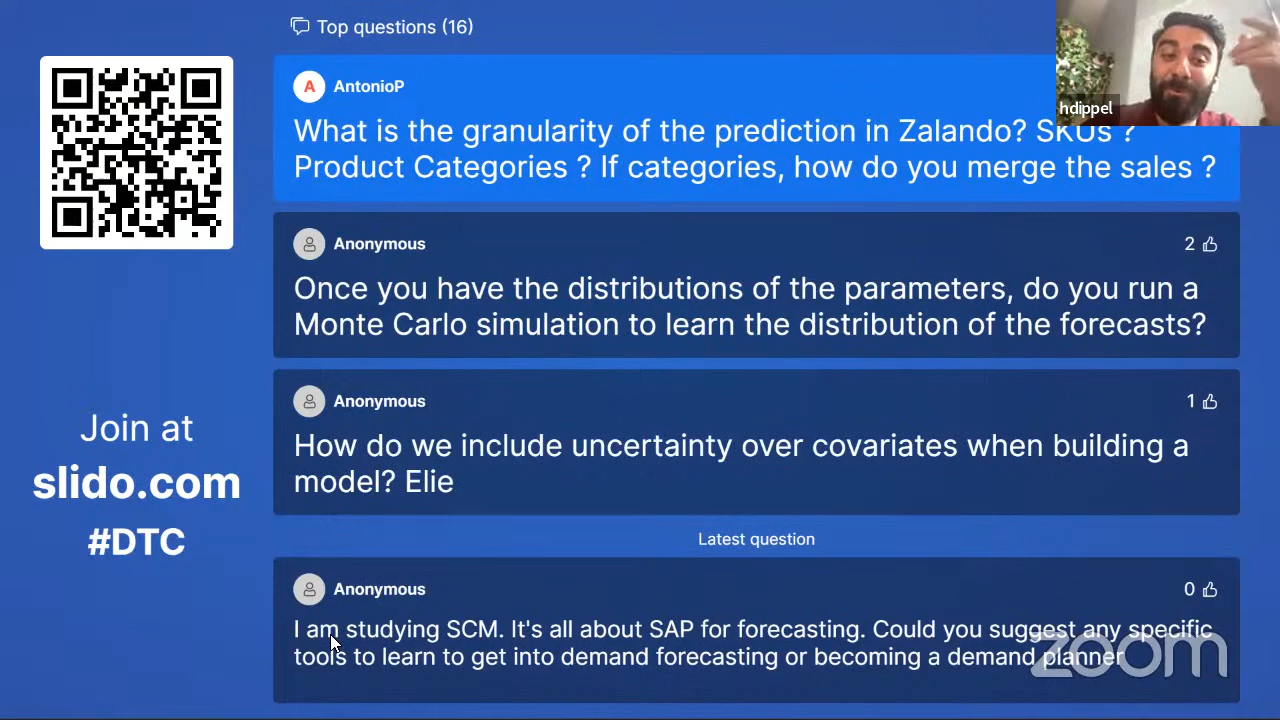 Top questions (16)
hdippel
A
AntonioP
What is the granularity of the prediction in Zalando? SKUs ?
Product Categories ? If categories, how do you merge the sales ?
Anonymous
2
Once you have the distributions of the parameters, do you run a
Monte Carlo simulation to learn the distribution of the forecasts?
Anonymous
1
How do we include uncertainty over covariates when building a
model? Elie
Join at
slido.com
#DTC
Latest question
Anonymous
0
I am studying SCM. It's all about SAP for forecasting. Could you suggest any specific
tools to learn to get into demand forecasting or becoming a demand planner
zoom